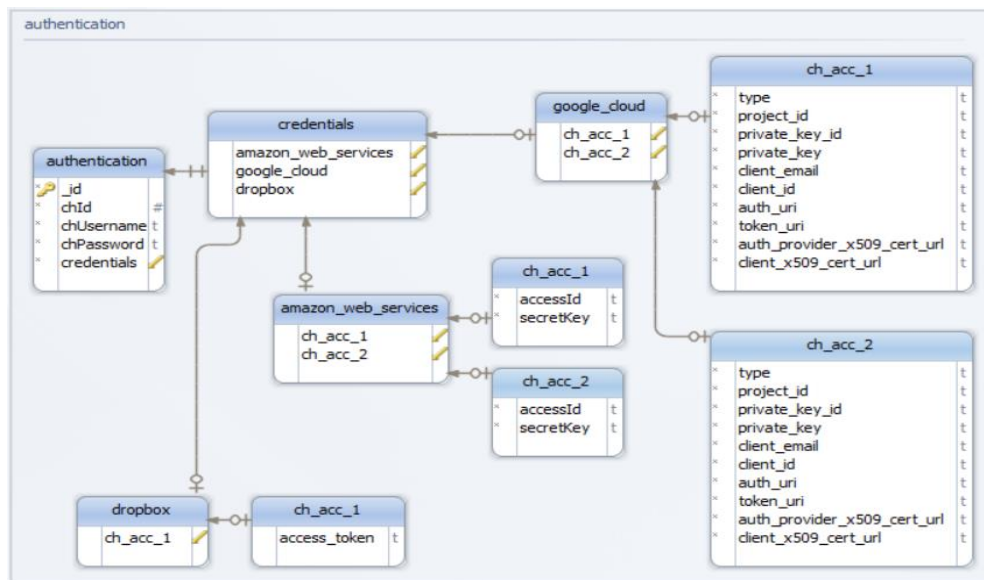 authentication
authentication
_id
chId #
chUsername t
chPassword t
credentials
credentials
amazon_web_services
google_cloud
dropbox
google_cloud
ch_acc_1
ch_acc_2
ch_acc_1
* type t
* project_id t
* private_key_id t
* private_key t
* client_email t
* client_id t
* auth_uri t
* token_uri t
* auth_provider_x509_cert_url t
* client_x509_cert_url t
amazon_web_services
ch_acc_1
ch_acc_2
ch_acc_1
* accessId t
* secretKey t
ch_acc_2
* accessId t
* secretKey t
ch_acc_2
* type t
* project_id t
* private_key_id t
* private_key t
* client_email t
* client_id t
* auth_uri t
* token_uri t
* auth_provider_x509_cert_url t
* client_x509_cert_url t
dropbox
ch_acc_1
ch_acc_1
access_token t